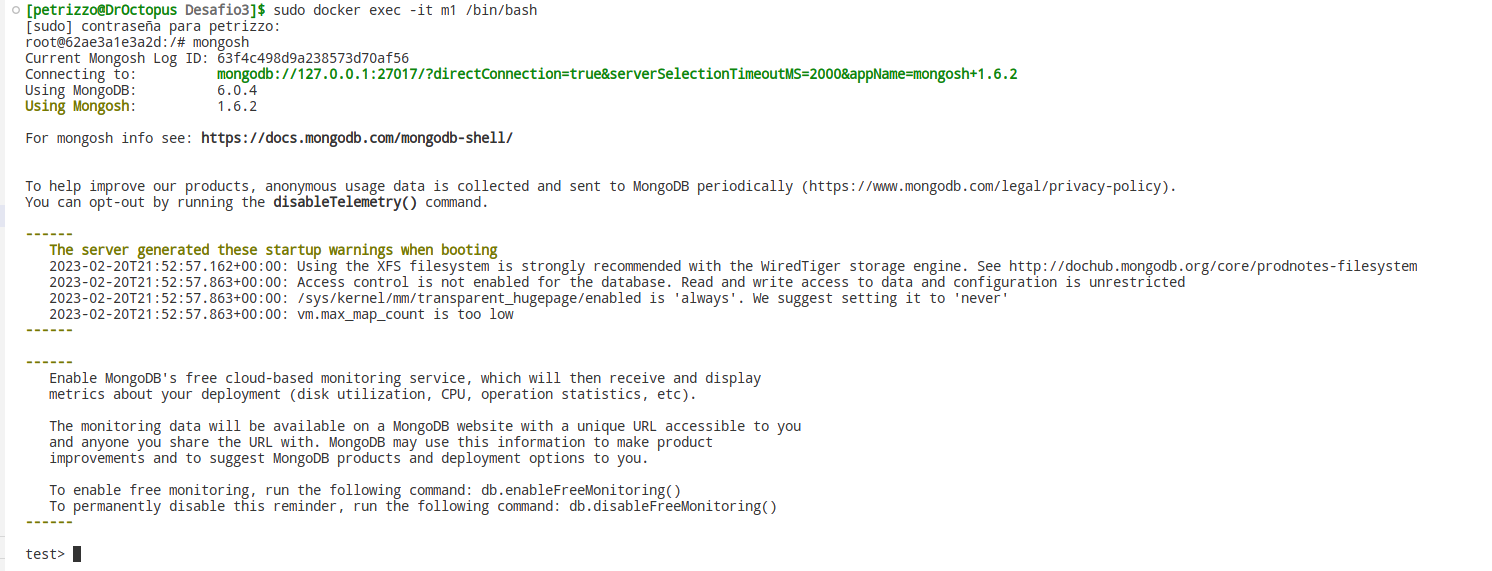 [petrizzo@DrOctopus Desafio3]$ sudo docker exec -it m1 /bin/bash
[sudo] contraseña para petrizzo:
root@62ae3a1e3a2d:/# mongosh
Current Mongosh Log ID: 63f4c498d9a238573d70af56
Connecting to:          mongodb://127.0.0.1:27017/?directConnection=true&serverSelectionTimeoutMS=2000&appName=mongosh+1.6.2
Using MongoDB:          6.0.4
Using Mongosh:          1.6.2
For mongosh info see: https://docs.mongodb.com/mongodb-shell/
To help improve our products, anonymous usage data is collected and sent to MongoDB periodically (https://www.mongodb.com/legal/privacy-policy).
You can opt-out by running the disableTelemetry() command.
------
The server generated these startup warnings when booting
2023-02-20T21:52:57.162+00:00: Using the XFS filesystem is strongly recommended with the WiredTiger storage engine. See http://dochub.mongodb.org/core/prodnotes-filesystem
2023-02-20T21:52:57.863+00:00: Access control is not enabled for the database. Read and write access to data and configuration is unrestricted
2023-02-20T21:52:57.863+00:00: /sys/kernel/mm/transparent_hugepage/enabled is 'always'. We suggest setting it to 'never'
2023-02-20T21:52:57.863+00:00: vm.max_map_count is too low
------
------
Enable MongoDB's free cloud-based monitoring service, which will then receive and display
metrics about your deployment (disk utilization, CPU, operation statistics, etc).
The monitoring data will be available on a MongoDB website with a unique URL accessible to you
and anyone you share the URL with. MongoDB may use this information to make product
improvements and to suggest MongoDB products and deployment options to you.
To enable free monitoring, run the following command: db.enableFreeMonitoring()
To permanently disable this reminder, run the following command: db.disableFreeMonitoring()
------
test>